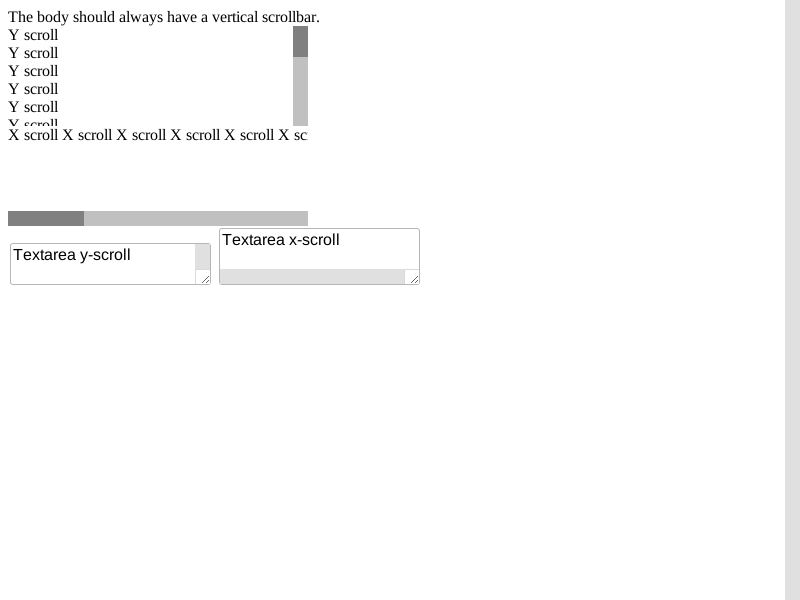 The body should always have a vertical scrollbar.
Y scroll
Y scroll
Y scroll
Y scroll
Y scroll
Y scroll
X scroll X scroll X scroll X scroll X scroll X sc
Textarea y-scroll
Textarea x-scroll